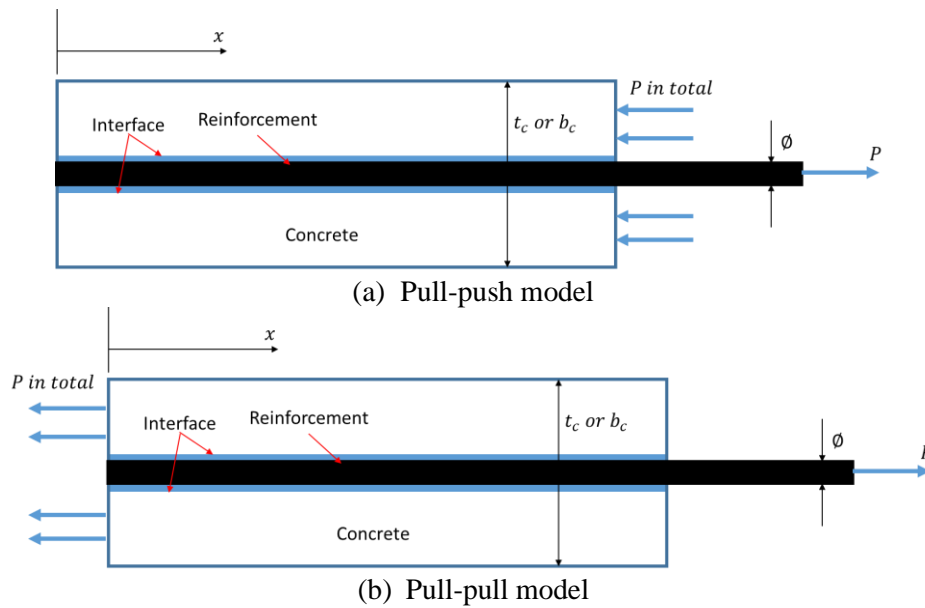 x
P in total
Interface
Reinforcement
t_c or b_c
∅
P
Concrete
(a) Pull-push model
x
P in total
Interface
Reinforcement
t_c or b_c
∅
Concrete
(b) Pull-pull model